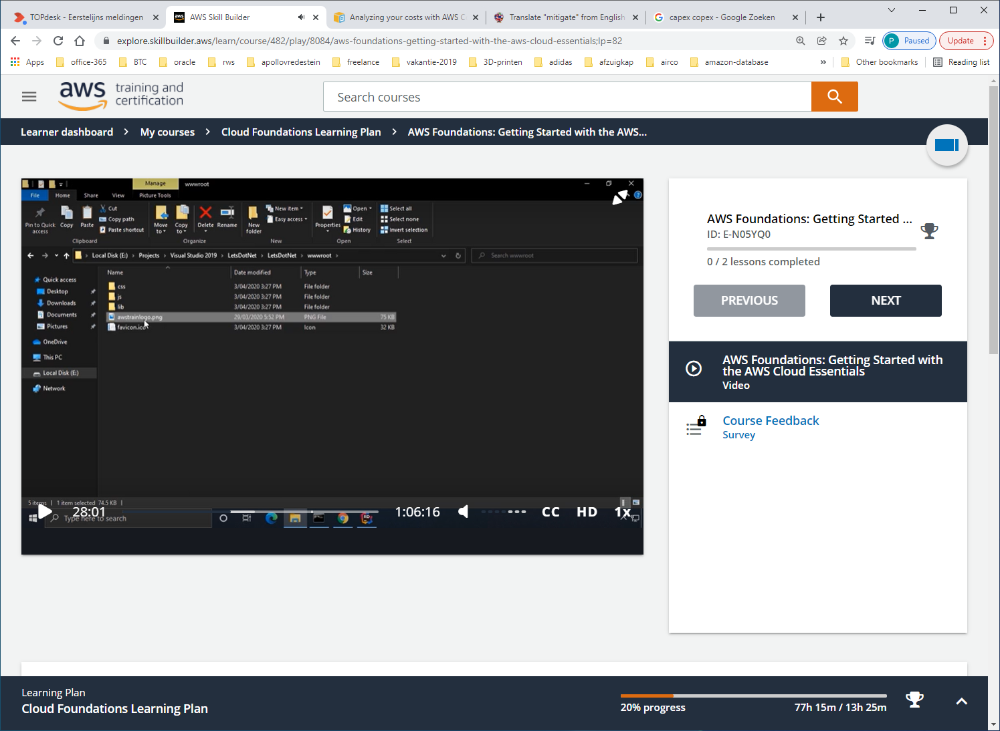 TOPdesk - Eerstelijns meldingen
AWS Skill Builder
Analyzing your costs with AWS C
Translate "mitigate" from English
capex copex - Google Zoeken
explore.skillbuilder.aws/learn/course/482/play/8084/aws-foundations-getting-started-with-the-aws-cloud-essentials;lp=82
P Paused
Update
Apps office-365 BTC oracle rws apollovredestein freelance vakantie-2019 3D-printen adidas afzuigkap airco amazon-database » Other bookmarks Reading list
aws training and certification
Search courses
Learner dashboard > My courses > Cloud Foundations Learning Plan > AWS Foundations: Getting Started with the AWS...
Manage wwwroot
File Home Share View Picture Tools
Pin to Quick access
Copy
Paste
Cut
Copy path
Paste shortcut
Clipboard
Move to
Copy to
Delete
Rename
Organize
New folder
New item
Easy access
New
Properties
Open
Edit
History
Open
Select all
Select none
Invert selection
Select
Local Disk (E:) > Projects > Visual Studio 2019 > LetsDotNet > LetsDotNet > wwwroot >
Search wwwroot
Name Date modified Type Size
css 3/04/2020 3:27 PM File folder
js 3/04/2020 3:27 PM File folder
lib 3/04/2020 3:27 PM File folder
awstrainlogo.png 29/03/2020 5:52 PM PNG File 75 KB
favicon.ico 3/04/2020 3:27 PM Icon 32 KB
Quick access
Desktop
Downloads
Documents
Pictures
OneDrive
This PC
Local Disk (E:)
Network
5 items | 1 item selected 74.5 KB |
Type here to search
28:01
1:06:16
CC
HD
1x
AWS Foundations: Getting Started ...
ID: E-N05YQ0
0 / 2 lessons completed
PREVIOUS
NEXT
AWS Foundations: Getting Started with
the AWS Cloud Essentials
Video
Course Feedback
Survey
Learning Plan
Cloud Foundations Learning Plan
20% progress
77h 15m / 13h 25m